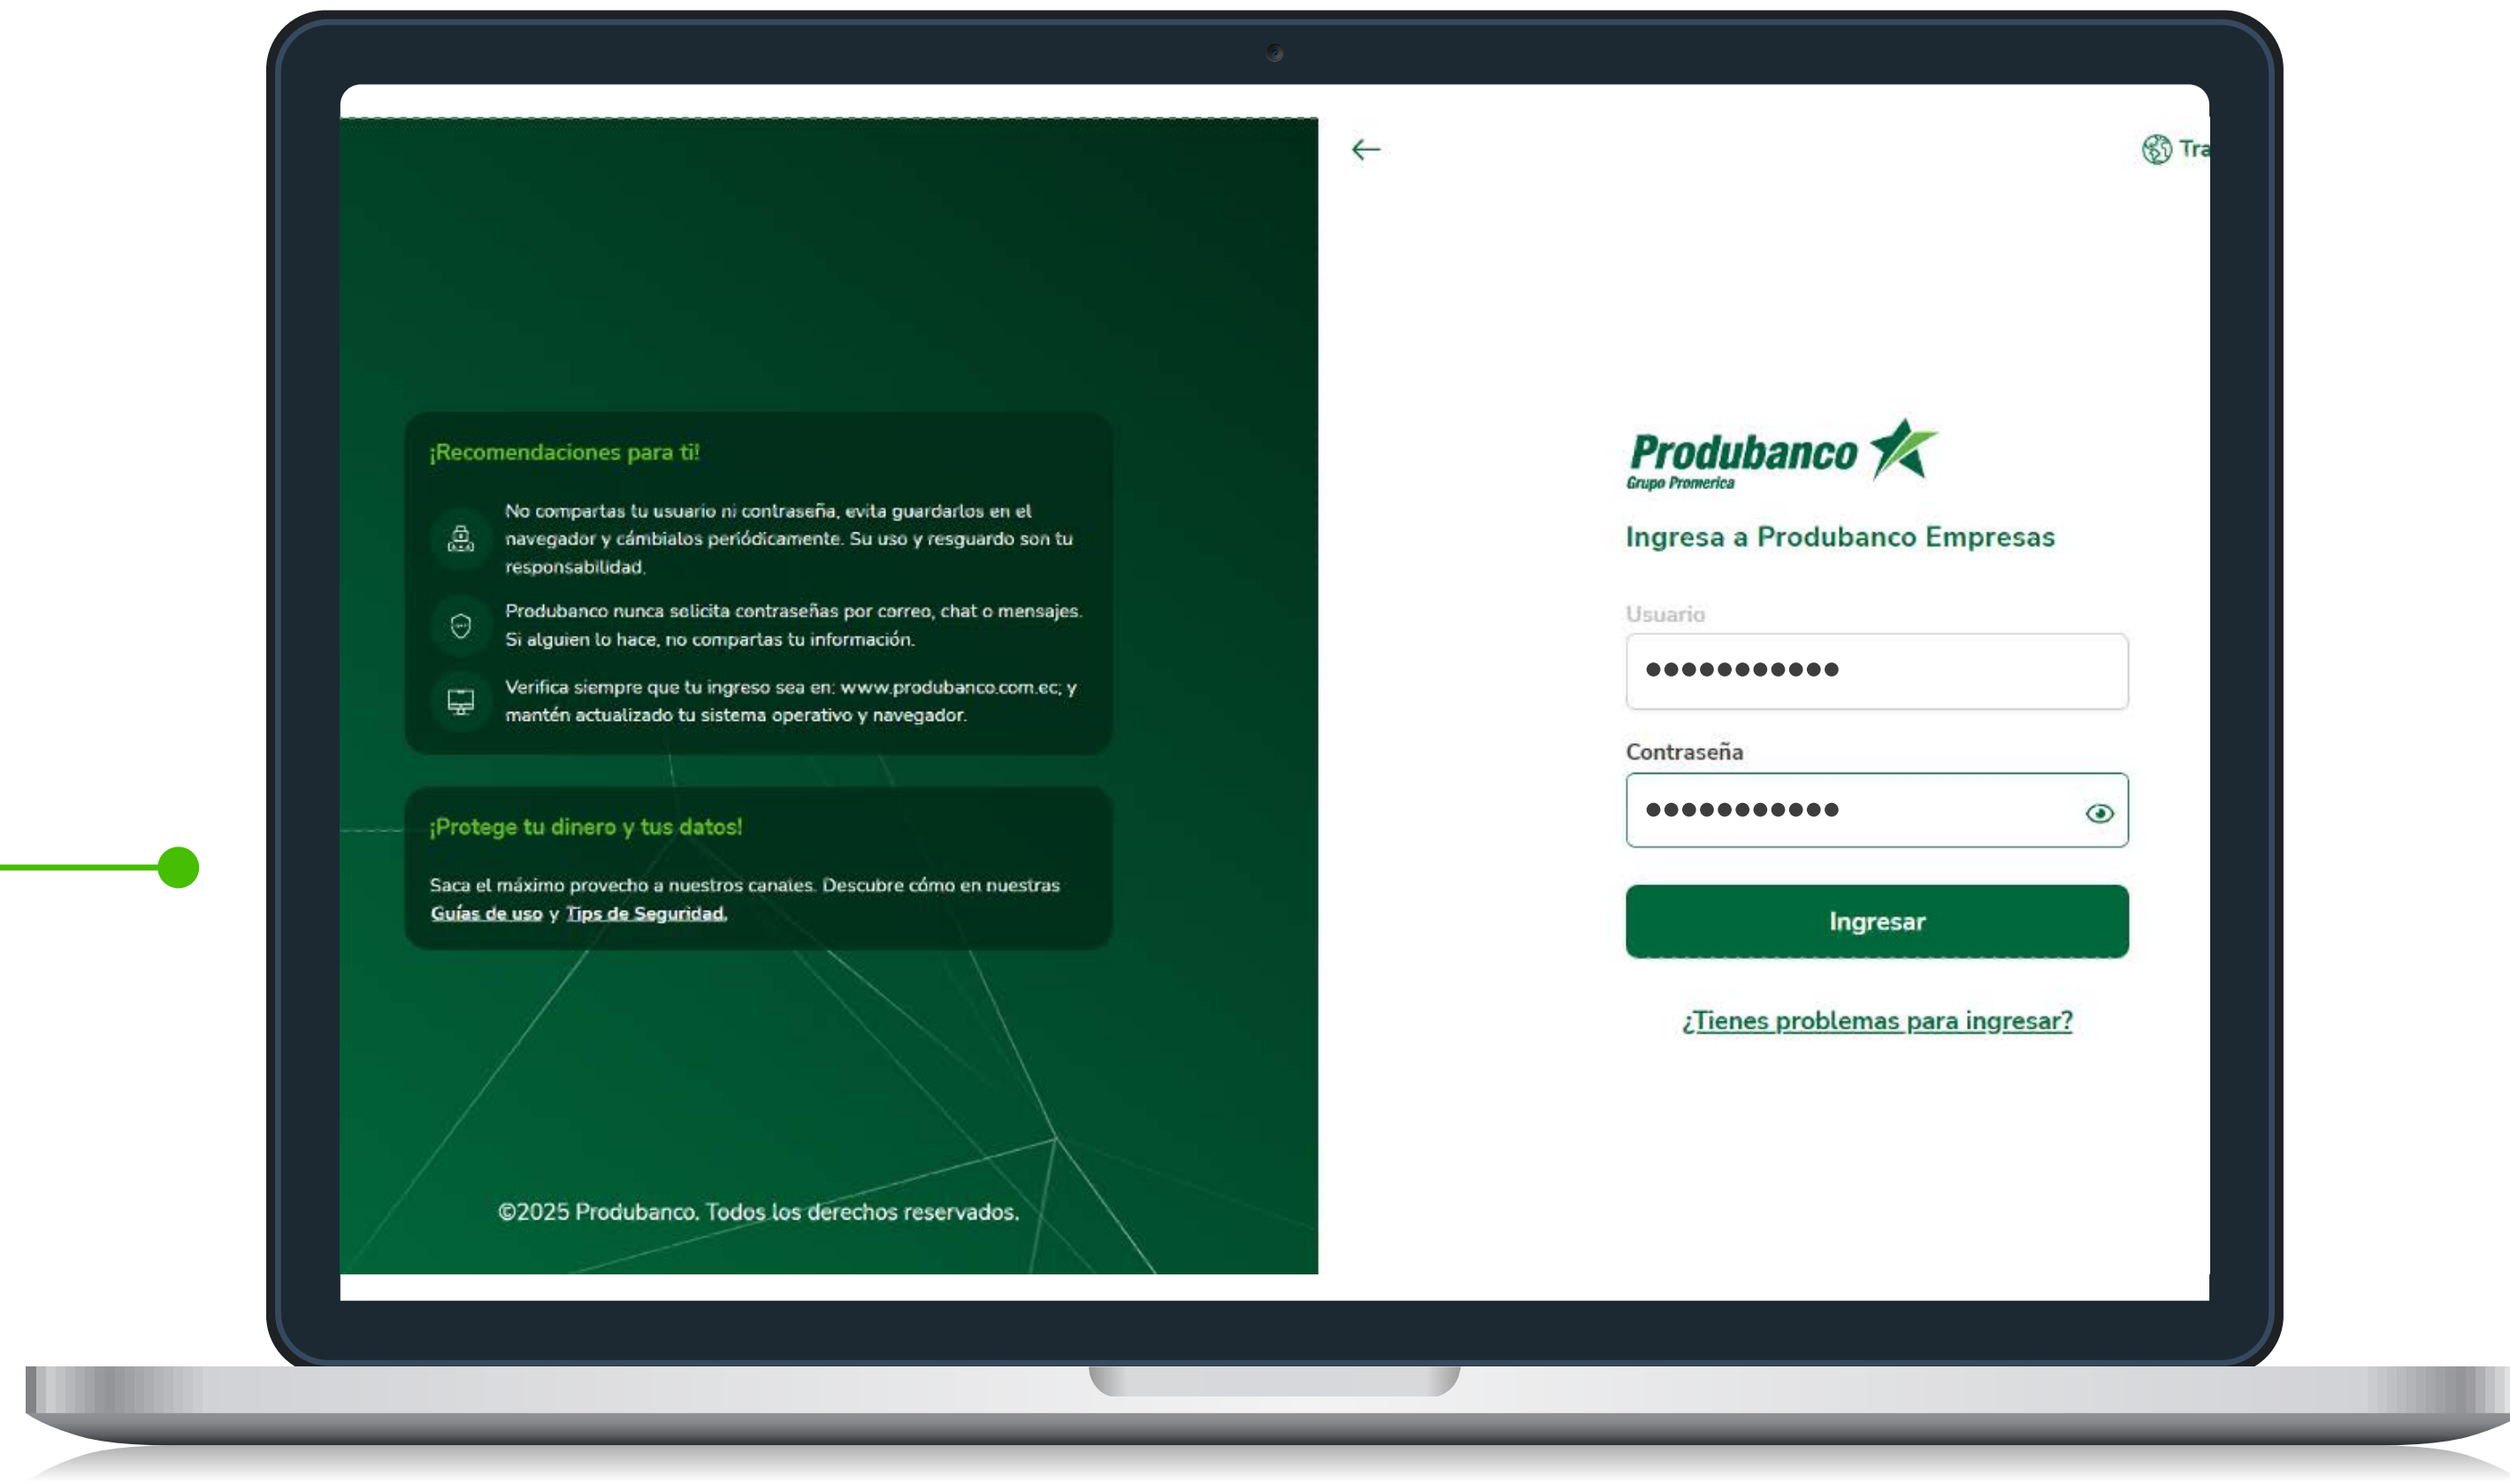 ¡Recomendaciones para ti!
No compartas tu usuario ni contraseña, evita guardarlos en el
navegador y cámbialos periódicamente. Su uso y resguardo son tu
responsabilidad.
Produbanco nunca solicita contraseñas por correo, chat o mensajes.
Si alguien lo hace, no compartas tu información.
Verifica siempre que tu ingreso sea en: www.produbanco.com.ec; y
mantén actualizado tu sistema operativo y navegador.
¡Protege tu dinero y tus datos!
Saca el máximo provecho a nuestros canales. Descubre cómo en nuestras
Guías de uso y Tips de Seguridad.
©2025 Produbanco. Todos los derechos reservados.
Tra
Produbanco
Grupo Promerica
Ingresa a Produbanco Empresas
Usuario
•••••••••••
Contraseña
•••••••••••
Ingresar
¿Tienes problemas para ingresar?